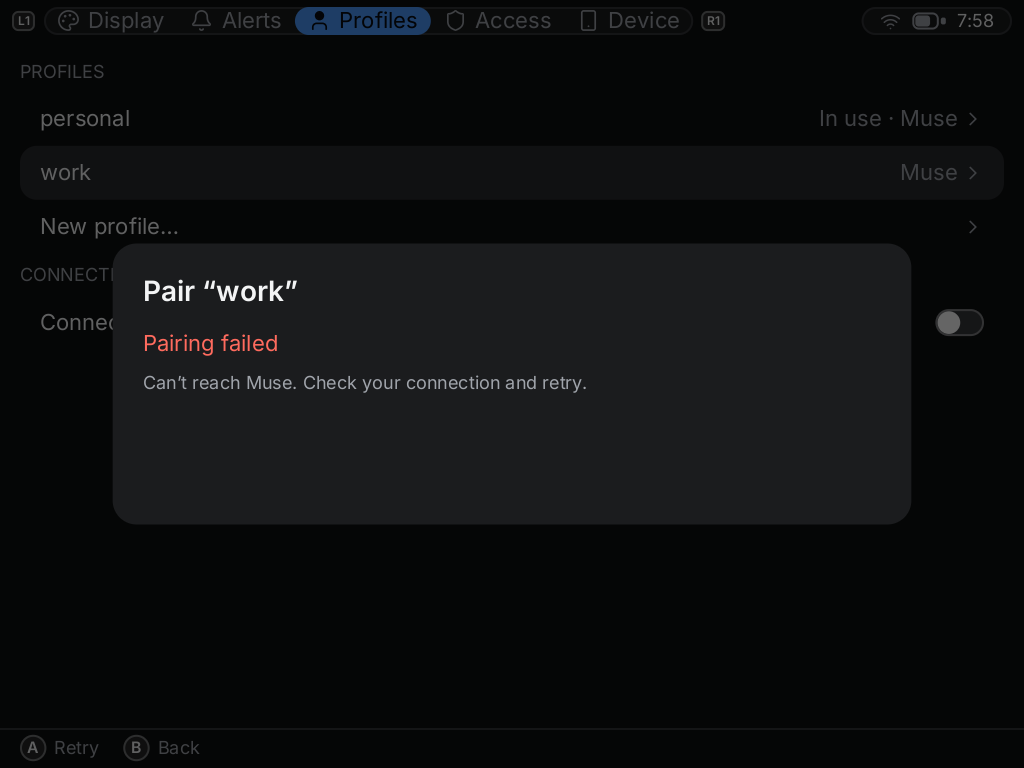 L1 Display Alerts Profiles Access Device R1 7:58
PROFILES
personal In use · Muse
work Muse
New profile...
Pair “work”
Pairing failed
Can’t reach Muse. Check your connection and retry.
A Retry B Back